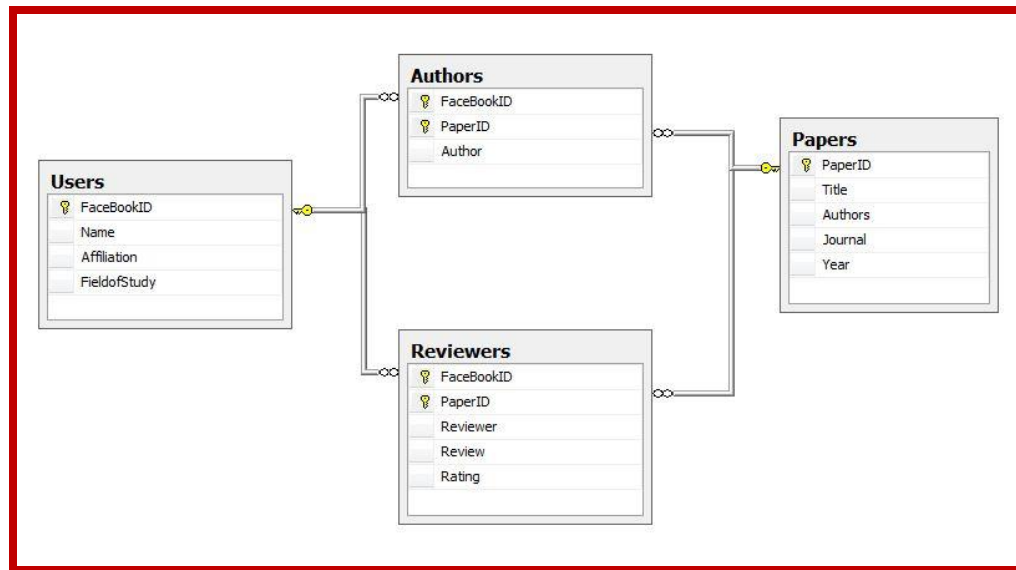 Users
FaceBookID
Name
Affiliation
FieldofStudy
Authors
FaceBookID
PaperID
Author
Reviewers
FaceBookID
PaperID
Reviewer
Review
Rating
Papers
PaperID
Title
Authors
Journal
Year